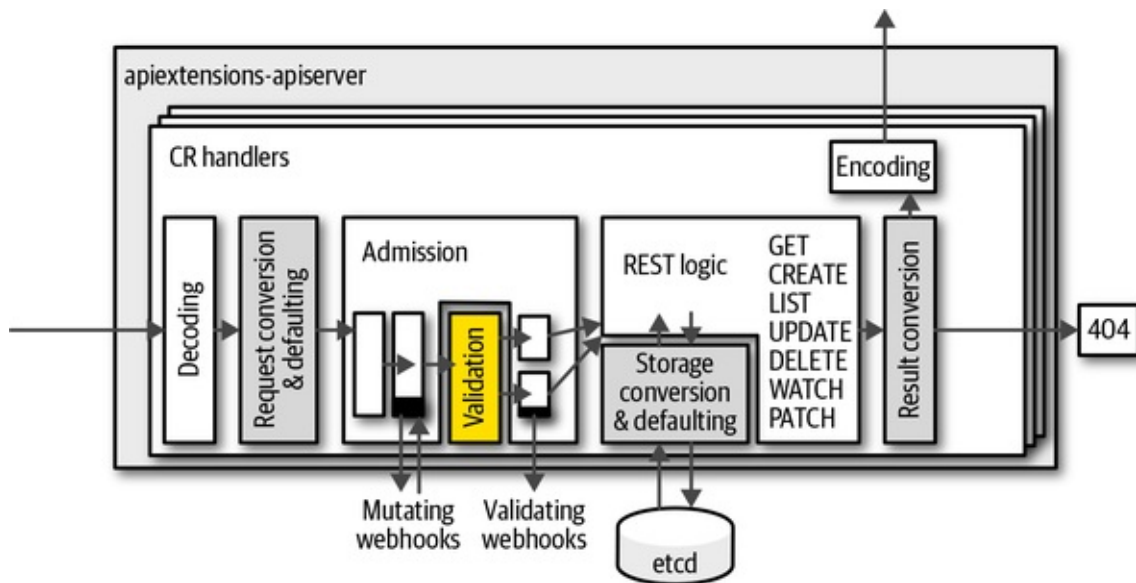 apiextensions-apiserver
CR handlers
Encoding
Decoding
Request conversion
& defaulting
Admission
Validation
REST logic
Storage
conversion
& defaulting
GET
CREATE
LIST
UPDATE
DELETE
WATCH
PATCH
Result conversion
404
Mutating
webhooks
Validating
webhooks
etcd